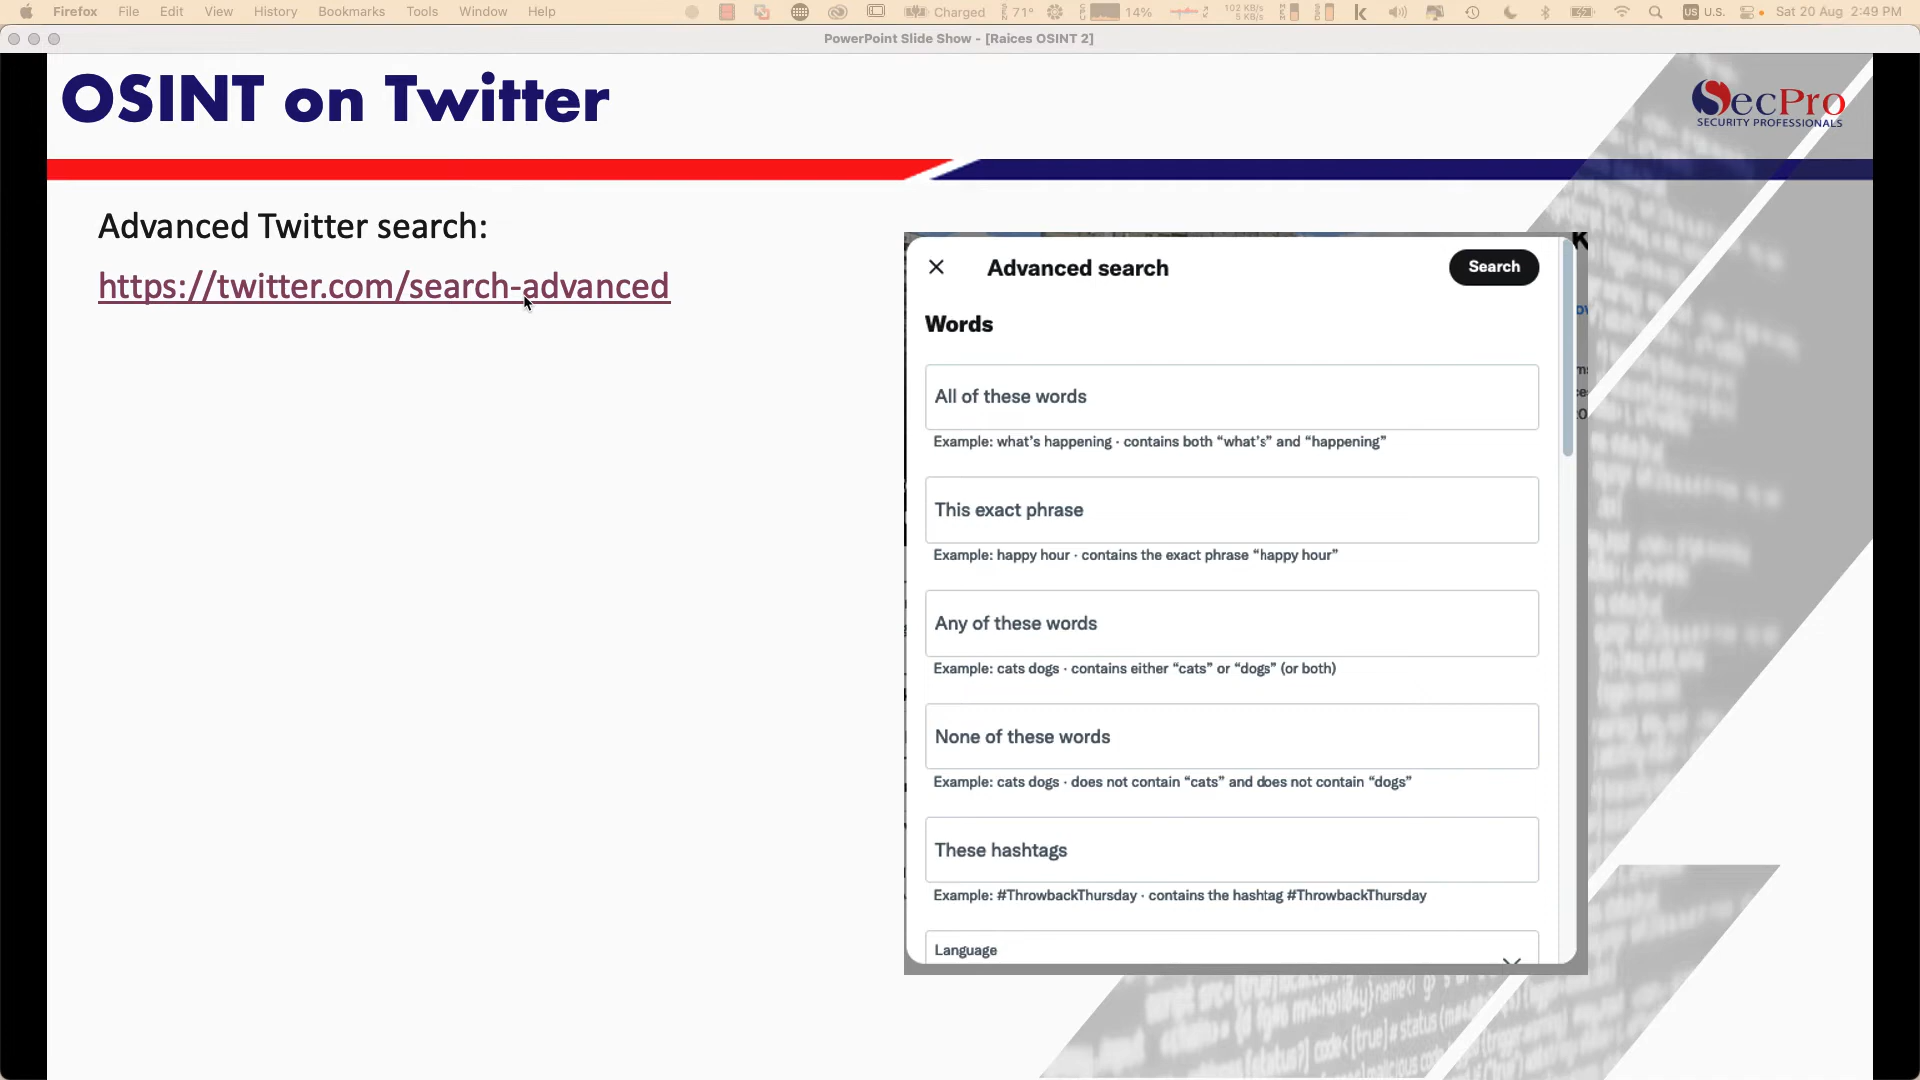 Firefox File Edit View History Bookmarks Tools Window Help Charged 71° 14% 102 KB/s 5 KB/s US U.S. Sat 20 Aug 2:49 PM
PowerPoint Slide Show - [Raices OSINT 2]
OSINT on Twitter
SecPro
SECURITY PROFESSIONALS
Advanced Twitter search:
https://twitter.com/search-advanced
Advanced search
Search
Words
All of these words
Example: what's happening · contains both “what's” and “happening”
This exact phrase
Example: happy hour · contains the exact phrase “happy hour”
Any of these words
Example: cats dogs · contains either “cats” or “dogs” (or both)
None of these words
Example: cats dogs · does not contain “cats” and does not contain “dogs”
These hashtags
Example: #ThrowbackThursday · contains the hashtag #ThrowbackThursday
Language